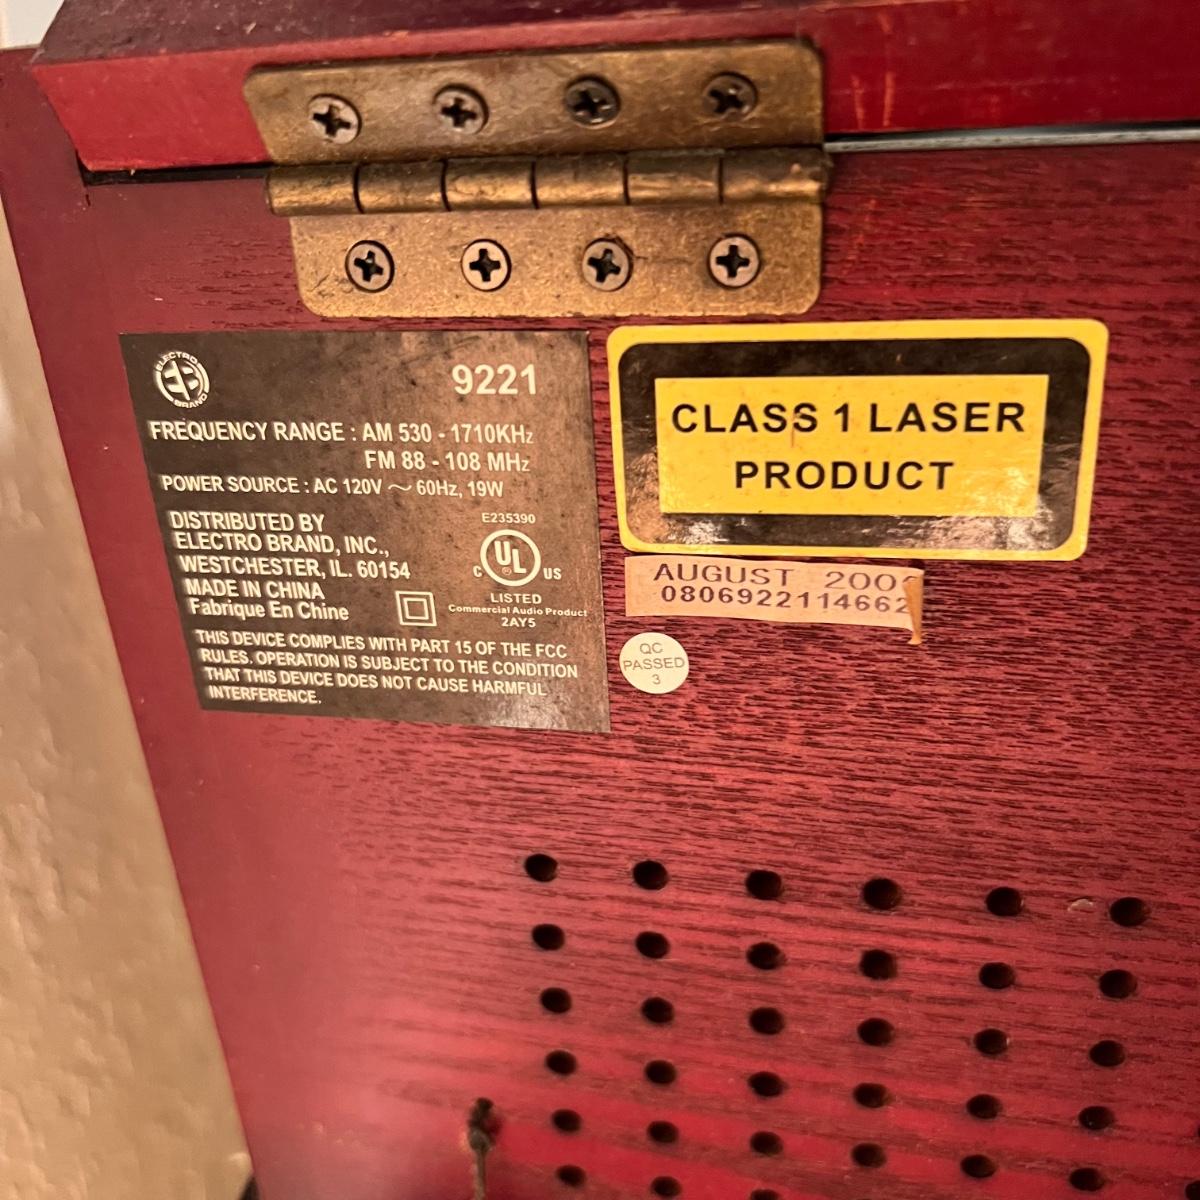 ELECTRO
BRAND
9221
FREQUENCY RANGE : AM 530 - 1710KHz
FM 88 - 108 MHz
POWER SOURCE : AC 120V ～ 60Hz, 19W
DISTRIBUTED BY
ELECTRO BRAND, INC.,
WESTCHESTER, IL. 60154
MADE IN CHINA
Fabrique En Chine
E235390
C UL ® US
LISTED
Commercial Audio Product
2AY5
THIS DEVICE COMPLIES WITH PART 15 OF THE FCC
RULES. OPERATION IS SUBJECT TO THE CONDITION
THAT THIS DEVICE DOES NOT CAUSE HARMFUL
INTERFERENCE.
CLASS 1 LASER
PRODUCT
AUGUST
0806922114662
QC
PASSED
3